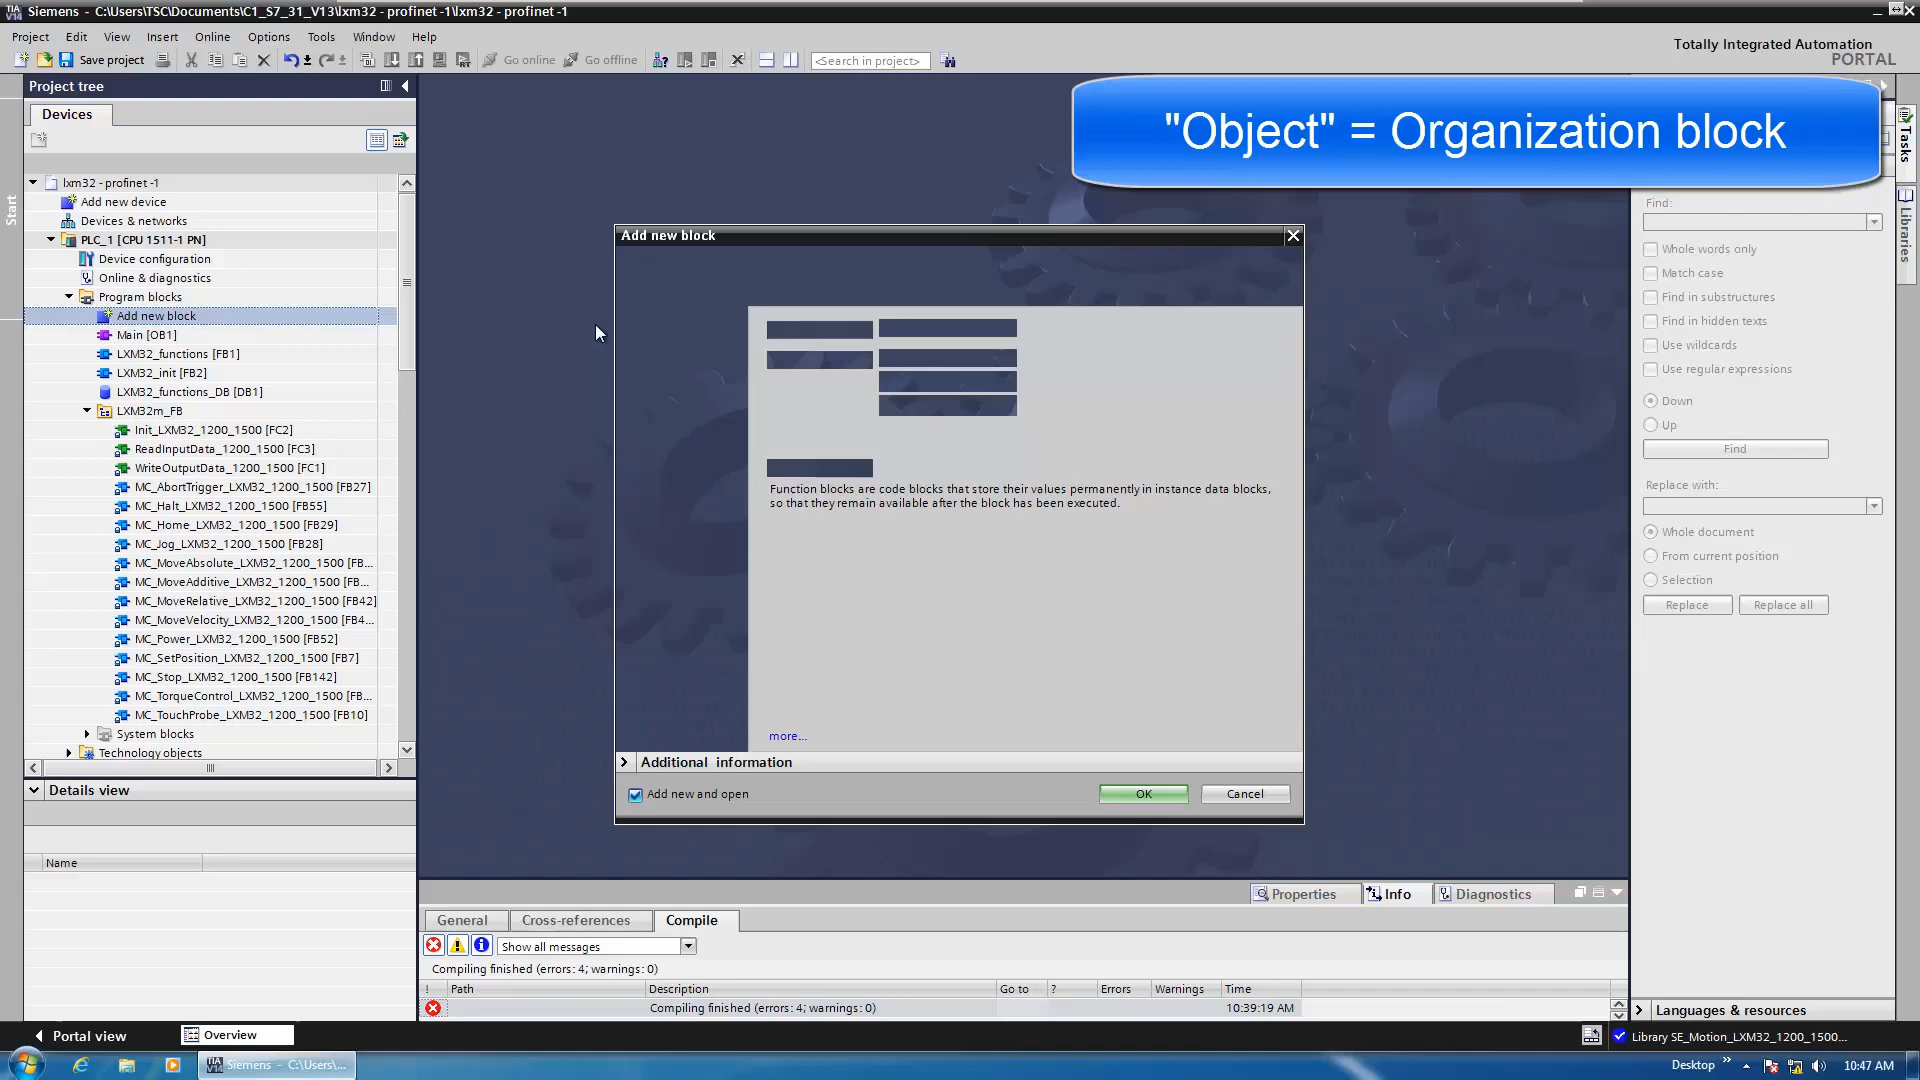 Siemens - C:\Users\TSC\Documents\C1_S7_31_V13\lxm32 - profinet -1\lxm32 - profinet -1
Project Edit View Insert Online Options Tools Window Help
Totally Integrated Automation
PORTAL
Save project
Go online
Go offline
<Search in project>
Project tree
Devices
"Object" = Organization block
Tasks
Libraries
Start
lxm32 - profinet -1
Add new device
Devices & networks
PLC_1 [CPU 1511-1 PN]
Device configuration
Online & diagnostics
Program blocks
Add new block
Main [OB1]
LXM32_functions [FB1]
LXM32_init [FB2]
LXM32_functions_DB [DB1]
LXM32m_FB
Init_LXM32_1200_1500 [FC2]
ReadInputData_1200_1500 [FC3]
WriteOutputData_1200_1500 [FC1]
MC_AbortTrigger_LXM32_1200_1500 [FB27]
MC_Halt_LXM32_1200_1500 [FB55]
MC_Home_LXM32_1200_1500 [FB29]
MC_Jog_LXM32_1200_1500 [FB28]
MC_MoveAbsolute_LXM32_1200_1500 [FB...
MC_MoveAdditive_LXM32_1200_1500 [FB...
MC_MoveRelative_LXM32_1200_1500 [FB42]
MC_MoveVelocity_LXM32_1200_1500 [FB4...
MC_Power_LXM32_1200_1500 [FB52]
MC_SetPosition_LXM32_1200_1500 [FB7]
MC_Stop_LXM32_1200_1500 [FB142]
MC_TorqueControl_LXM32_1200_1500 [FB...
MC_TouchProbe_LXM32_1200_1500 [FB10]
System blocks
Technology objects
Details view
Name
Add new block
Function blocks are code blocks that store their values permanently in instance data blocks,
so that they remain available after the block has been executed.
more...
Additional information
Add new and open
OK
Cancel
Find:
Whole words only
Match case
Find in substructures
Find in hidden texts
Use wildcards
Use regular expressions
Down
Up
Find
Replace with:
Whole document
From current position
Selection
Replace
Replace all
Languages & resources
Properties
Info
Diagnostics
General
Cross-references
Compile
Show all messages
Compiling finished (errors: 4; warnings: 0)
! Path Description Go to ? Errors Warnings Time
Compiling finished (errors: 4; warnings: 0) 10:39:19 AM
Portal view
Overview
Library SE_Motion_LXM32_1200_1500...
Siemens - C:\Users\...
Desktop
10:47 AM